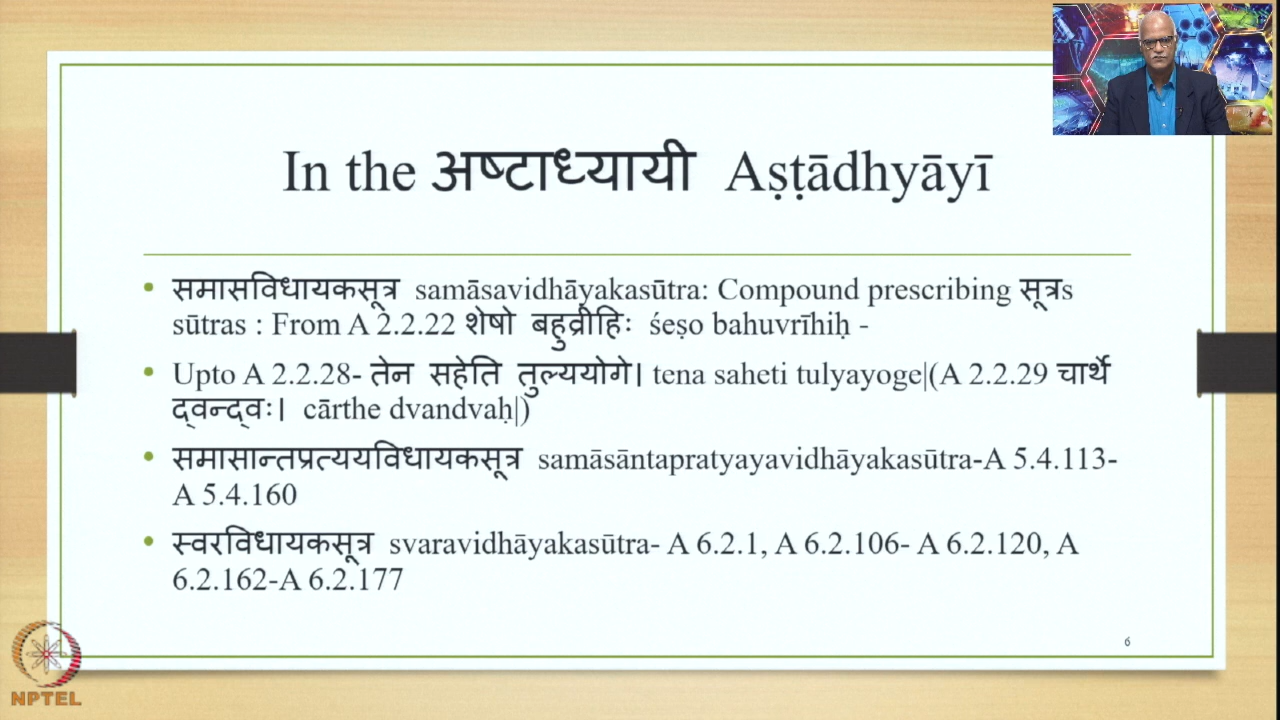 In the अष्टाध्यायी Aṣṭādhyāyī
• समासविधायकसूत्र samāsavidhāyakasūtra: Compound prescribing सूत्रs
sūtras : From A 2.2.22 शेषो बहुव्रीहिः śeṣo bahuvrīhiḥ -
• Upto A 2.2.28- तेन सहेति तुल्ययोगे। tena saheti tulyayoge|(A 2.2.29 चार्थे
द्वन्द्वः। cārthe dvandvaḥ|)
• समासान्तप्रत्ययविधायकसूत्र samāsāntapratyayavidhāyakasūtra-A 5.4.113-
A 5.4.160
• स्वरविधायकसूत्र svaravidhāyakasūtra- A 6.2.1, A 6.2.106- A 6.2.120, A
6.2.162-A 6.2.177
6
NPTEL